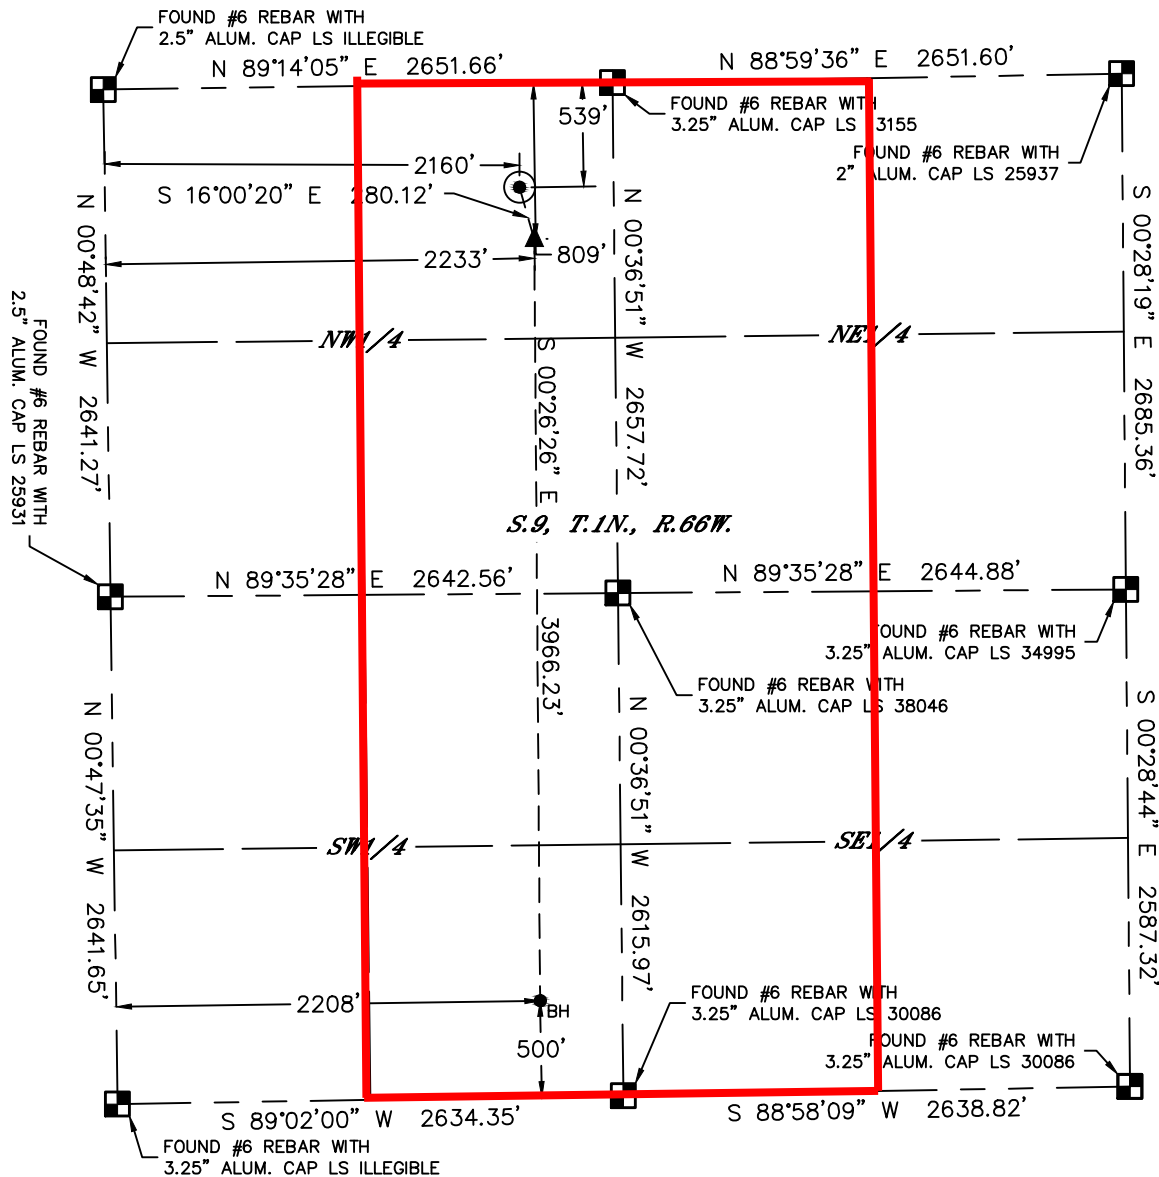 FOUND #6 REBAR WITH
2.5" ALUM. CAP LS ILLEGIBLE
N 89°14'05" E 2651.66'
N 88°59'36" E 2651.60'
FOUND #6 REBAR WITH
3.25" ALUM. CAP LS 3155
539'
FOUND #6 REBAR WITH
2" ALUM. CAP LS 25937
2160'
S 16°00'20" E 280.12'
2233'
809'
N 00°48'42" W 2641.27'
N 00°36'51" W 2657.72'
S 00°28'19" E 2685.36'
NW1/4
NE1/4
S 00°26'26" E 3966.23'
FOUND #6 REBAR WITH
2.5" ALUM. CAP LS 25931
S.9, T.1N., R.66W.
N 89°35'28" E 2642.56'
N 89°35'28" E 2644.88'
FOUND #6 REBAR WITH
3.25" ALUM. CAP LS 34995
FOUND #6 REBAR WITH
3.25" ALUM. CAP LS 38046
N 00°47'35" W 2641.65'
N 00°36'51" W 2615.97'
S 00°28'44" E 2587.32'
SW1/4
SE1/4
2208'
BH
500'
FOUND #6 REBAR WITH
3.25" ALUM. CAP LS 30086
FOUND #6 REBAR WITH
3.25" ALUM. CAP LS 30086
S 89°02'00" W 2634.35'
S 88°58'09" W 2638.82'
FOUND #6 REBAR WITH
3.25" ALUM. CAP LS ILLEGIBLE